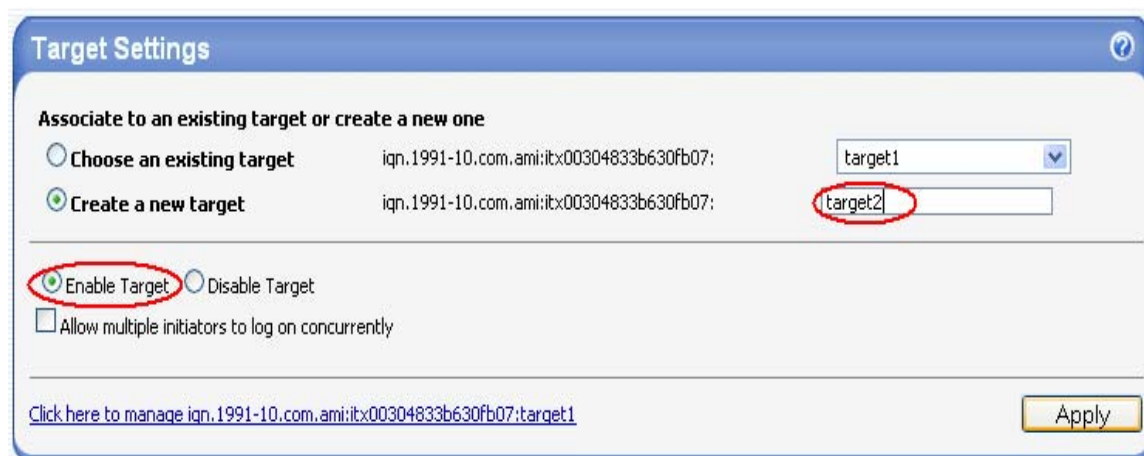 Target Settings
?
Associate to an existing target or create a new one
Choose an existing target iqn.1991-10.com.ami:itx00304833b630fb07: target1
Create a new target iqn.1991-10.com.ami:itx00304833b630fb07: target2
Enable Target Disable Target
Allow multiple initiators to log on concurrently
Click here to manage iqn.1991-10.com.ami:itx00304833b630fb07:target1 Apply